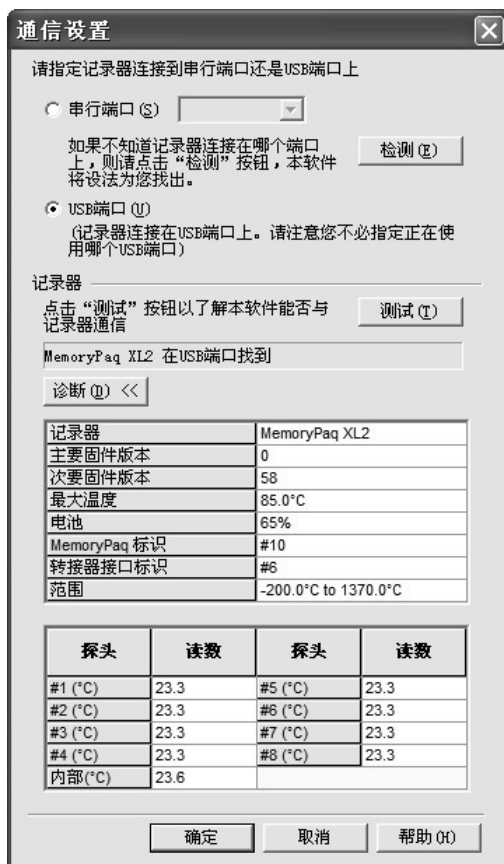 通信设置
请指定记录器连接到串行端口还是USB端口上
串行端口(S)
如果不知道记录器连接在哪个端口
上，则请点击“检测”按钮，本软件
将设法为您找出。
检测(E)
USB端口(U)
(记录器连接在USB端口上。请注意您不必指定正在使
用哪个USB端口)
记录器
点击“测试”按钮以了解本软件能否与
记录器通信
测试(T)
MemoryPaq XL2 在USB端口找到
诊断(D) <<
记录器 MemoryPaq XL2
主要固件版本 0
次要固件版本 58
最大温度 85.0°C
电池 65%
MemoryPaq 标识 #10
转接器接口标识 #6
范围 -200.0°C to 1370.0°C
探头 读数 探头 读数
#1 (°C) 23.3 #5 (°C) 23.3
#2 (°C) 23.3 #6 (°C) 23.3
#3 (°C) 23.3 #7 (°C) 23.3
#4 (°C) 23.3 #8 (°C) 23.3
内部(°C) 23.6
确定 取消 帮助(H)